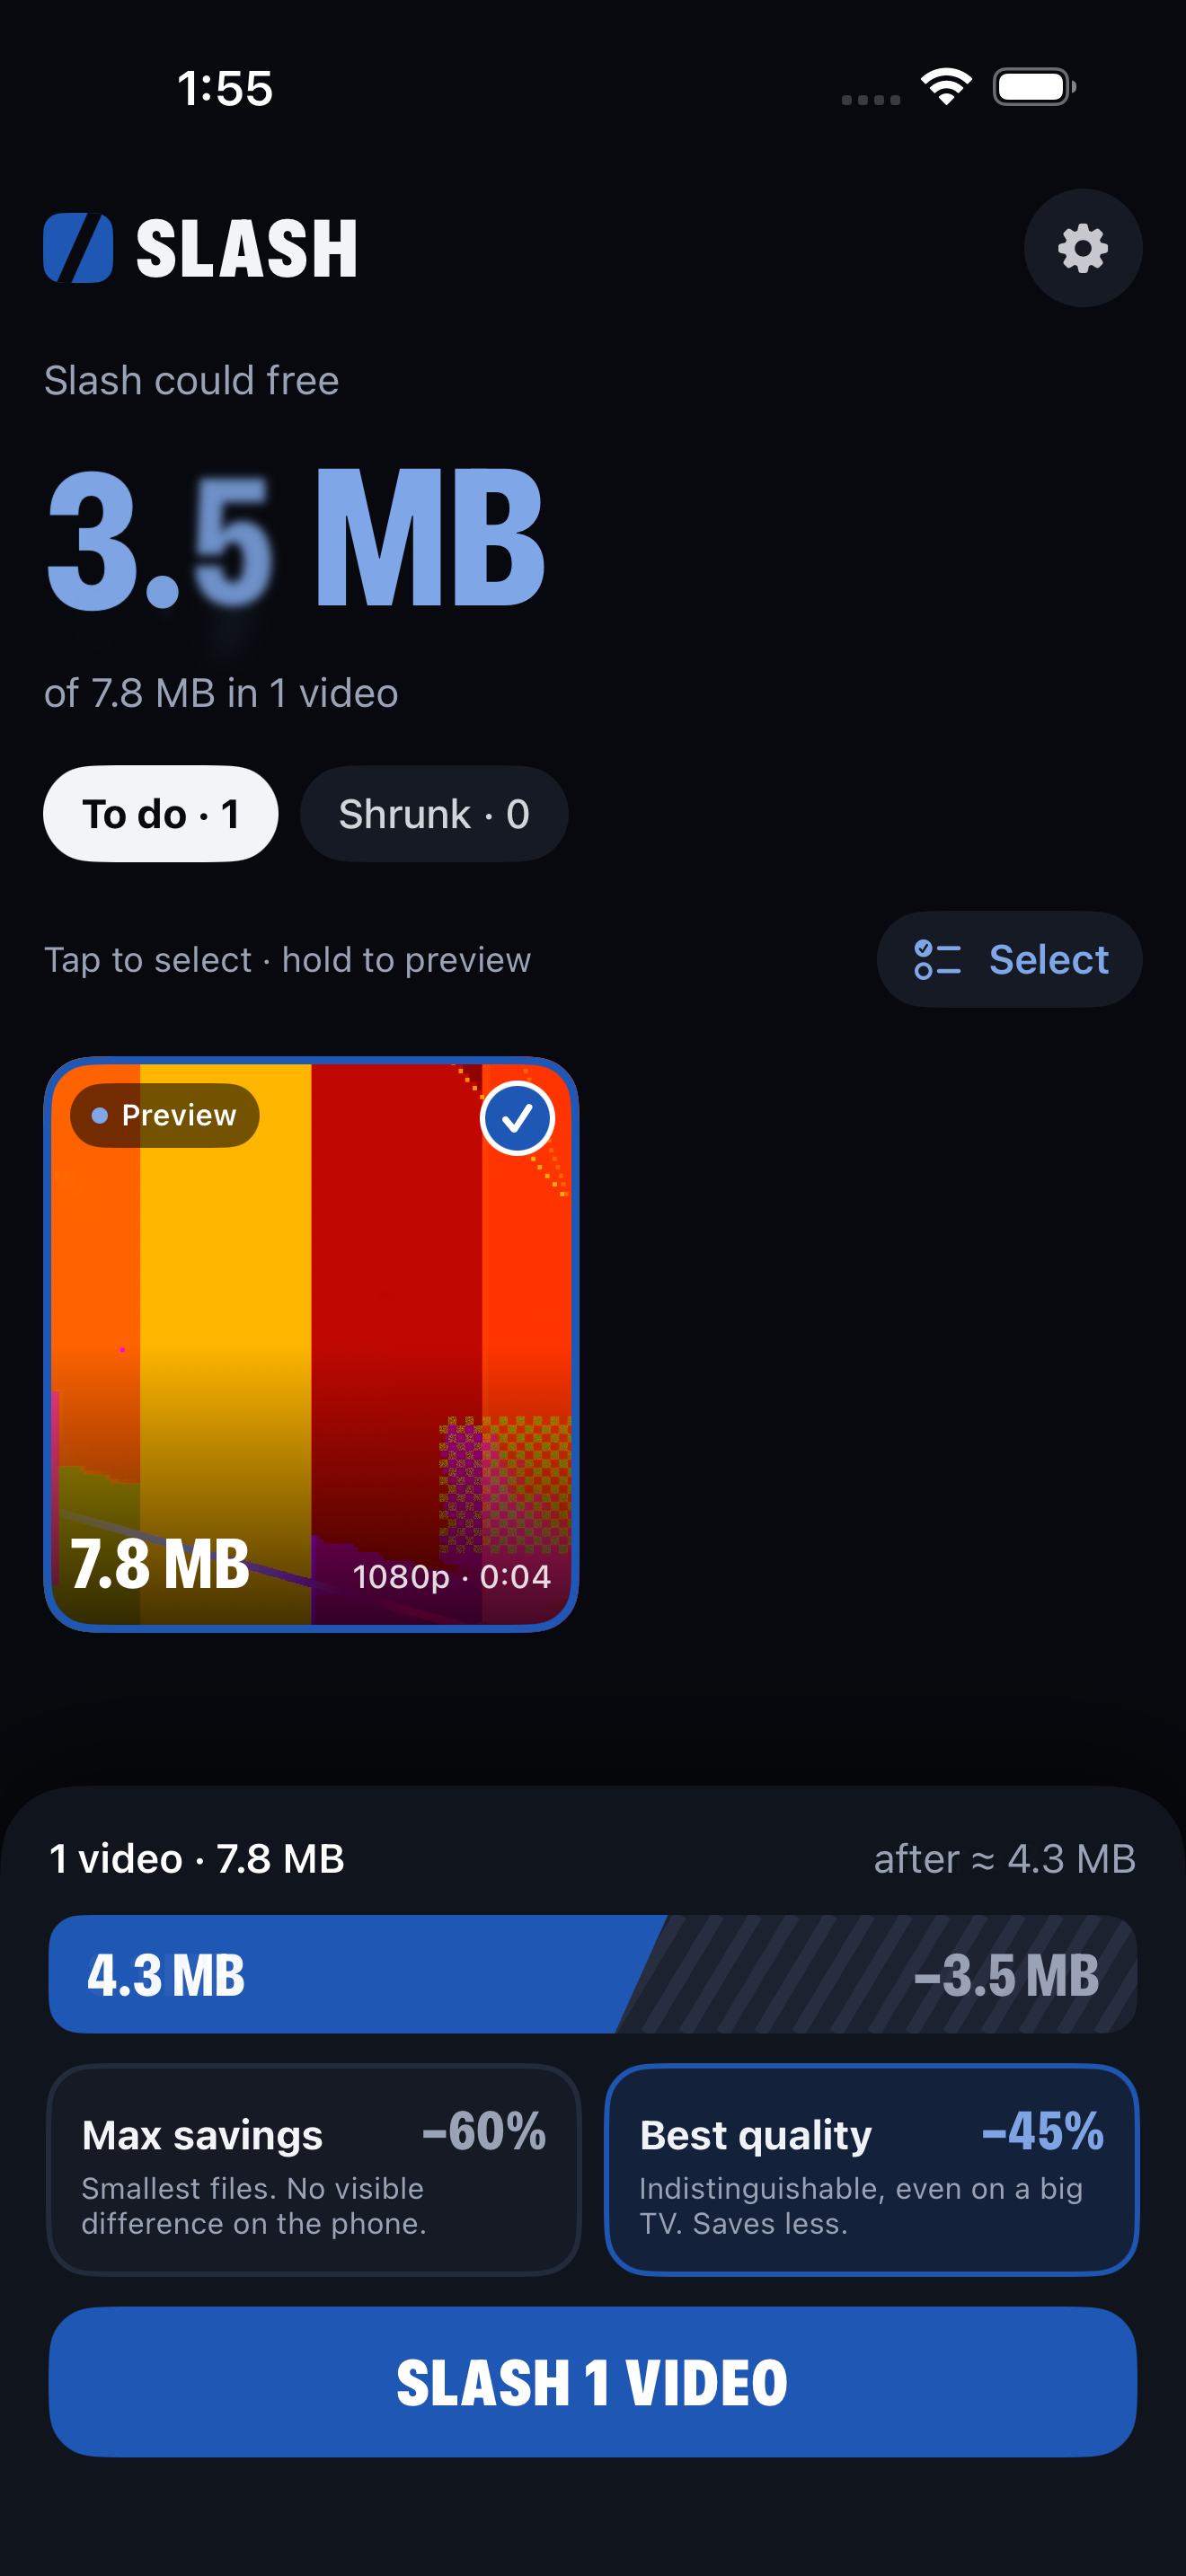 1:55
SLASH
Slash could free
3.5 MB
of 7.8 MB in 1 video
To do · 1
Shrunk · 0
Tap to select · hold to preview
Select
Preview
7.8 MB
1080p · 0:04
1 video · 7.8 MB
after ≈ 4.3 MB
4.3 MB
−3.5 MB
Max savings
−60%
Smallest files. No visible
difference on the phone.
Best quality
−45%
Indistinguishable, even on a big
TV. Saves less.
SLASH 1 VIDEO